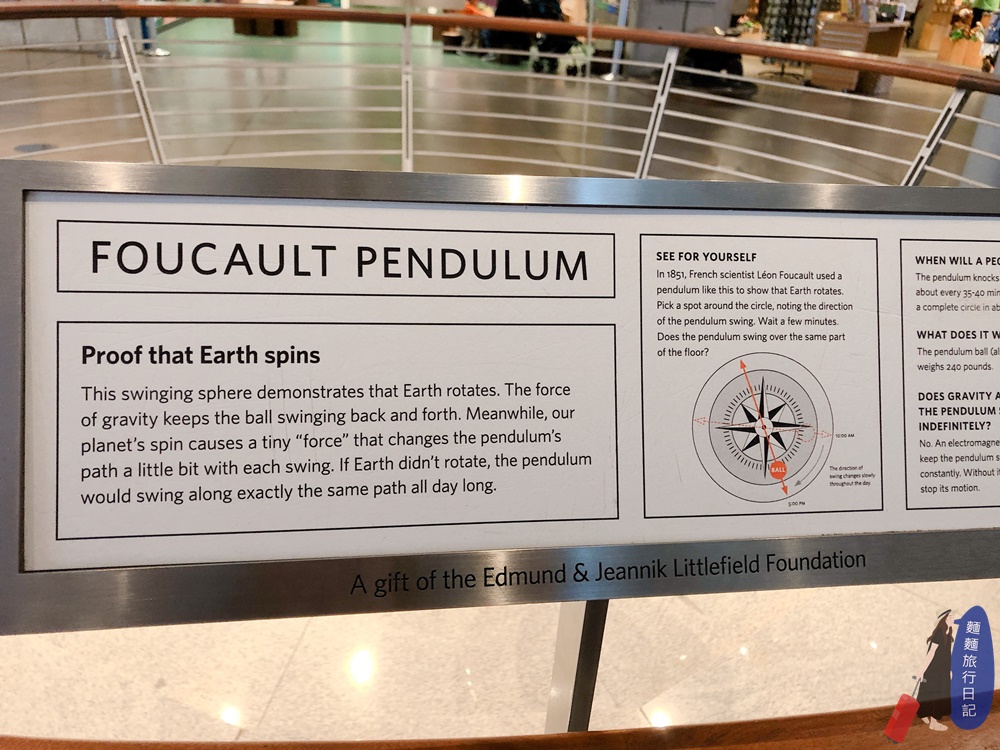 FOUCAULT PENDULUM
Proof that Earth spins
This swinging sphere demonstrates that Earth rotates. The force
of gravity keeps the ball swinging back and forth. Meanwhile, our
planet's spin causes a tiny “force” that changes the pendulum's
path a little bit with each swing. If Earth didn't rotate, the pendulum
would swing along exactly the same path all day long.
SEE FOR YOURSELF
In 1851, French scientist Léon Foucault used a
pendulum like this to show that Earth rotates.
Pick a spot around the circle, noting the direction
of the pendulum swing. Wait a few minutes.
Does the pendulum swing over the same part
of the floor?
10:00 AM
BALL
The direction of
swing changes slowly
throughout the day.
5:00 PM
WHEN WILL A
The pendulum knocks
about every 35-40
a complete circle in
WHAT DOES IT
The pendulum ball
weighs 240 pounds.
DOES GRAVITY
THE PENDULUM
INDEFINITELY?
No. An
keep the pendulum
constantly. Without
stop its motion.
A gift of the Edmund & Jeannik Littlefield Foundation
麵麵旅行日記